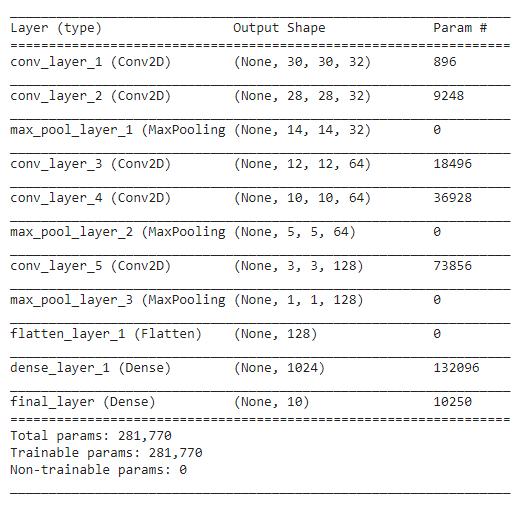 Layer (type) Output Shape Param #
conv_layer_1 (Conv2D) (None, 30, 30, 32) 896
conv_layer_2 (Conv2D) (None, 28, 28, 32) 9248
max_pool_layer_1 (MaxPooling (None, 14, 14, 32) 0
conv_layer_3 (Conv2D) (None, 12, 12, 64) 18496
conv_layer_4 (Conv2D) (None, 10, 10, 64) 36928
max_pool_layer_2 (MaxPooling (None, 5, 5, 64) 0
conv_layer_5 (Conv2D) (None, 3, 3, 128) 73856
max_pool_layer_3 (MaxPooling (None, 1, 1, 128) 0
flatten_layer_1 (Flatten) (None, 128) 0
dense_layer_1 (Dense) (None, 1024) 132096
final_layer (Dense) (None, 10) 10250
Total params: 281,770
Trainable params: 281,770
Non-trainable params: 0